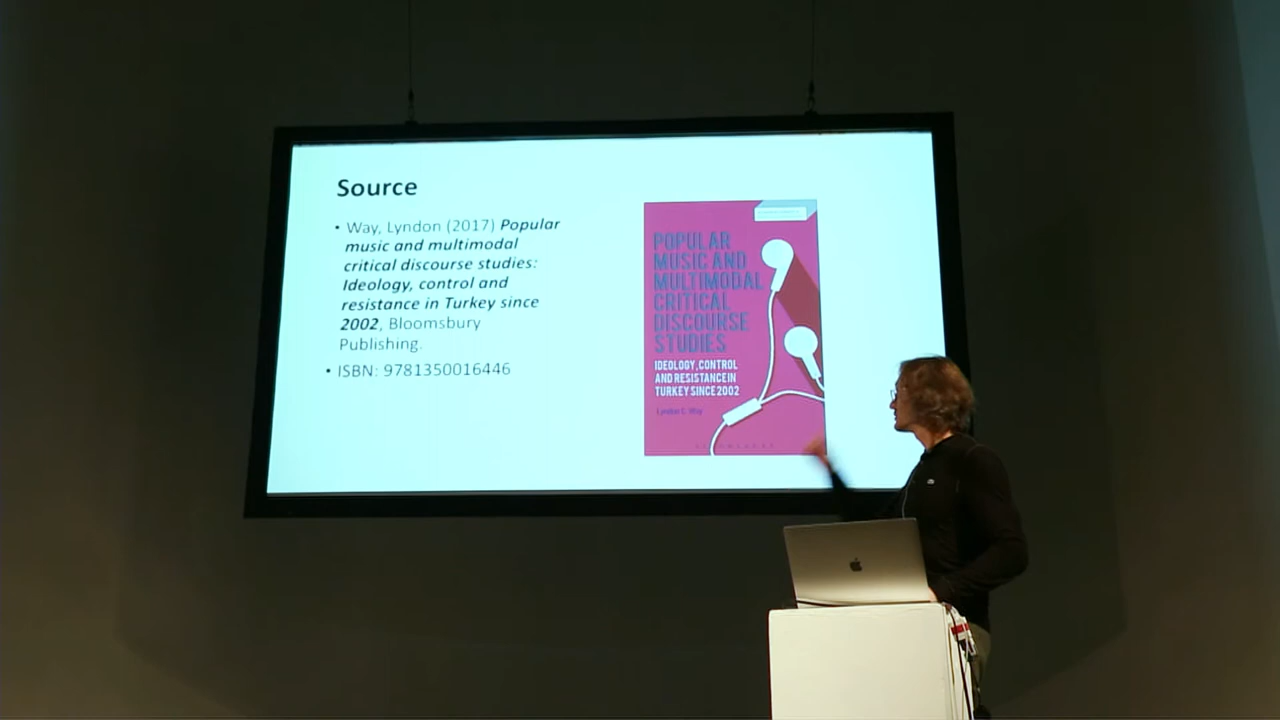 Source
• Way, Lyndon (2017) Popular
music and multimodal
critical discourse studies:
Ideology, control and
resistance in Turkey since
2002, Bloomsbury
Publishing.
• ISBN: 9781350016446
POPULAR
MUSIC AND
MULTIMODAL
CRITICAL
DISCOURSE
STUDIES
IDEOLOGY, CONTROL
AND RESISTANCE IN
TURKEY SINCE 2002
Lyndon C. Way
BLOOMSBURY